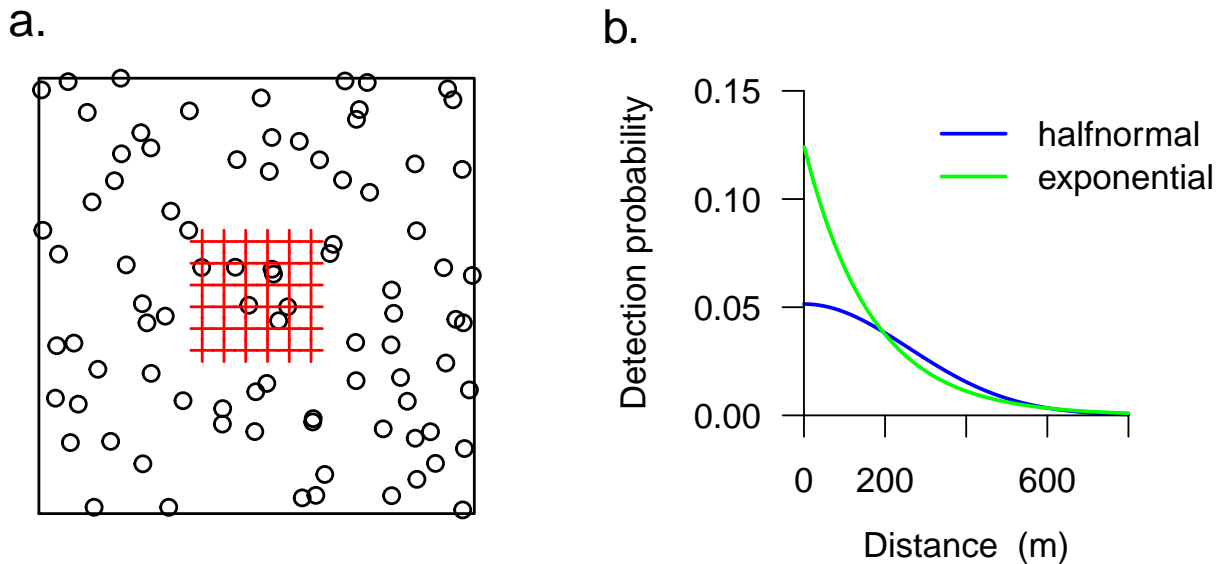 a.
b.
Detection probability
0.15
0.10
0.05
0.00
halfnormal
exponential
0 200 600
Distance (m)